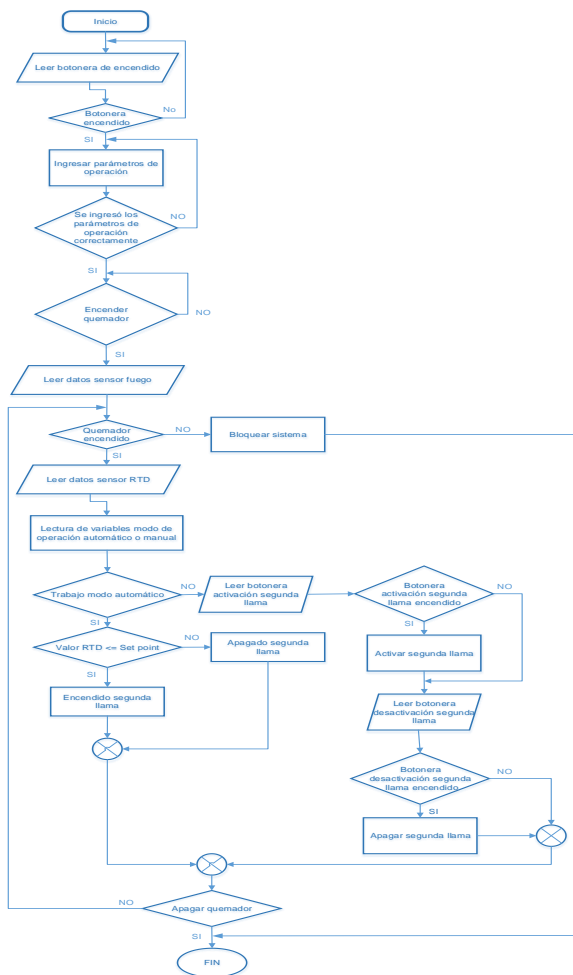 Inicio
Leer botonera de encendido
Botonera
encendido
No
SI
Ingresar parámetros de
operación
Se ingresó los
parámetros de
operación
correctamente
NO
SI
Encender
quemador
NO
SI
Leer datos sensor fuego
Quemador
encendido
NO
Bloquear sistema
SI
Leer datos sensor RTD
Lectura de variables modo de
operación automático o manual
Trabajo modo automático
NO
Leer botonera
activación segunda
llama
Botonera
activación segunda
llama encendido
NO
SI
SI
Valor RTD <= Set point
NO
Apagado segunda
llama
Activar segunda llama
SI
Encendido segunda
llama
Leer botonera
desactivación segunda
llama
Botonera
desactivación segunda
llama encendido
NO
SI
Apagar segunda llama
Apagar quemador
NO
SI
FIN